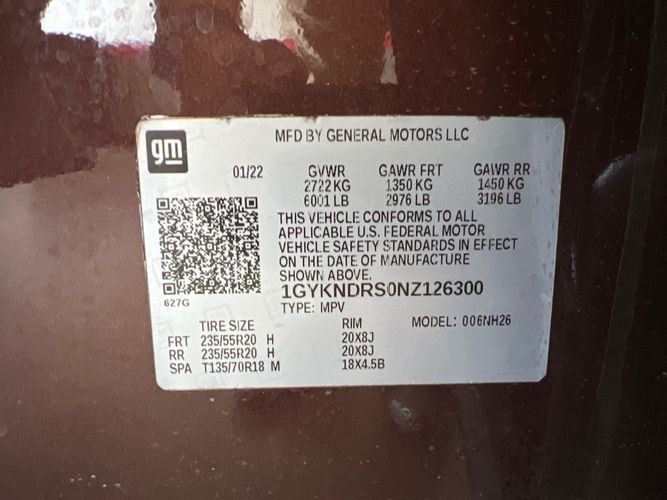 gm
MFD BY GENERAL MOTORS LLC
01/22 GVWR GAWR FRT GAWR RR
2722 KG 1350 KG 1450 KG
6001 LB 2976 LB 3196 LB
THIS VEHICLE CONFORMS TO ALL
APPLICABLE U.S. FEDERAL MOTOR
VEHICLE SAFETY STANDARDS IN EFFECT
ON THE DATE OF MANUFACTURE
SHOWN ABOVE.
627G
1GYKNDRS0NZ126300
TYPE: MPV
TIRE SIZE RIM MODEL: 006NH26
FRT 235/55R20 H 20X8J
RR 235/55R20 H 20X8J
SPA T135/70R18 M 18X4.5B